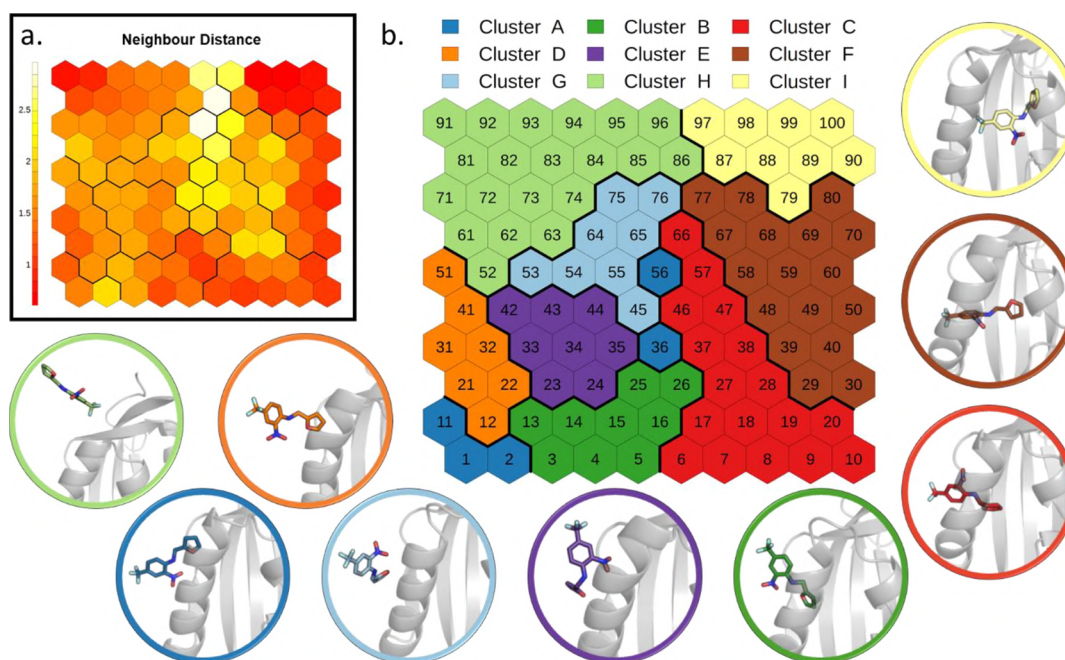 a.
Neighbour Distance
2.5
2
1.5
1
b.
Cluster A Cluster B Cluster C
Cluster D Cluster E Cluster F
Cluster G Cluster H Cluster I
91 92 93 94 95 96 97 98 99 100
81 82 83 84 85 86 87 88 89 90
71 72 73 74 75 76 77 78 79 80
61 62 63 64 65 66 67 68 69 70
51 52 53 54 55 56 57 58 59 60
41 42 43 44 45 46 47 48 49 50
31 32 33 34 35 36 37 38 39 40
21 22 23 24 25 26 27 28 29 30
11 12 13 14 15 16 17 18 19 20
1 2 3 4 5 6 7 8 9 10